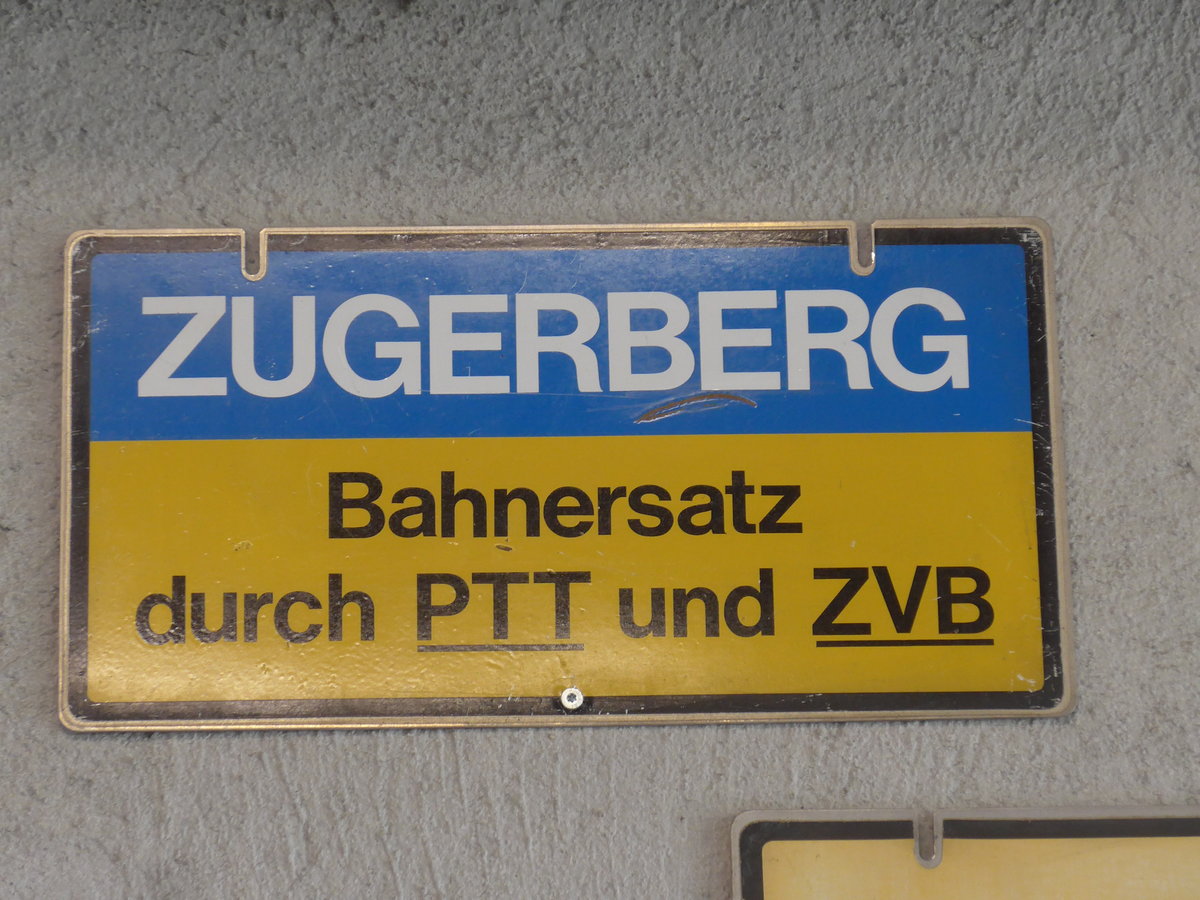 ZUGERBERG
Bahnersatz
durch PTT und ZVB